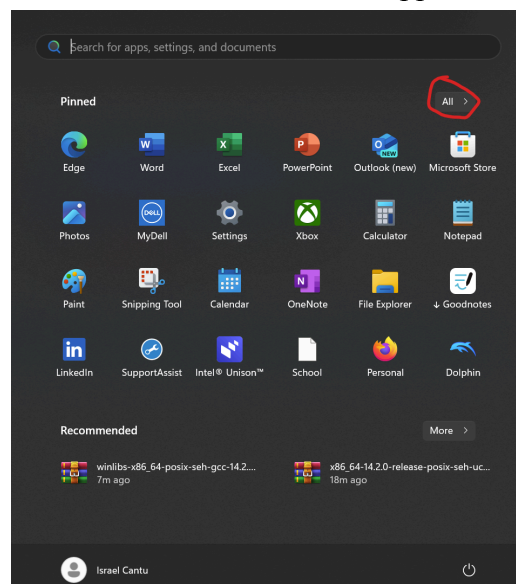 Search for apps, settings, and documents
Pinned
All >
Edge
Word
Excel
PowerPoint
Outlook (new)
Microsoft Store
Photos
MyDell
Settings
Xbox
Calculator
Notepad
Paint
Snipping Tool
Calendar
OneNote
File Explorer
↓ Goodnotes
LinkedIn
SupportAssist
Intel® Unison™
School
Personal
Dolphin
Recommended
More >
winlibs-x86_64-posix-seh-gcc-14.2....
7m ago
x86_64-14.2.0-release-posix-seh-uc...
18m ago
Israel Cantu